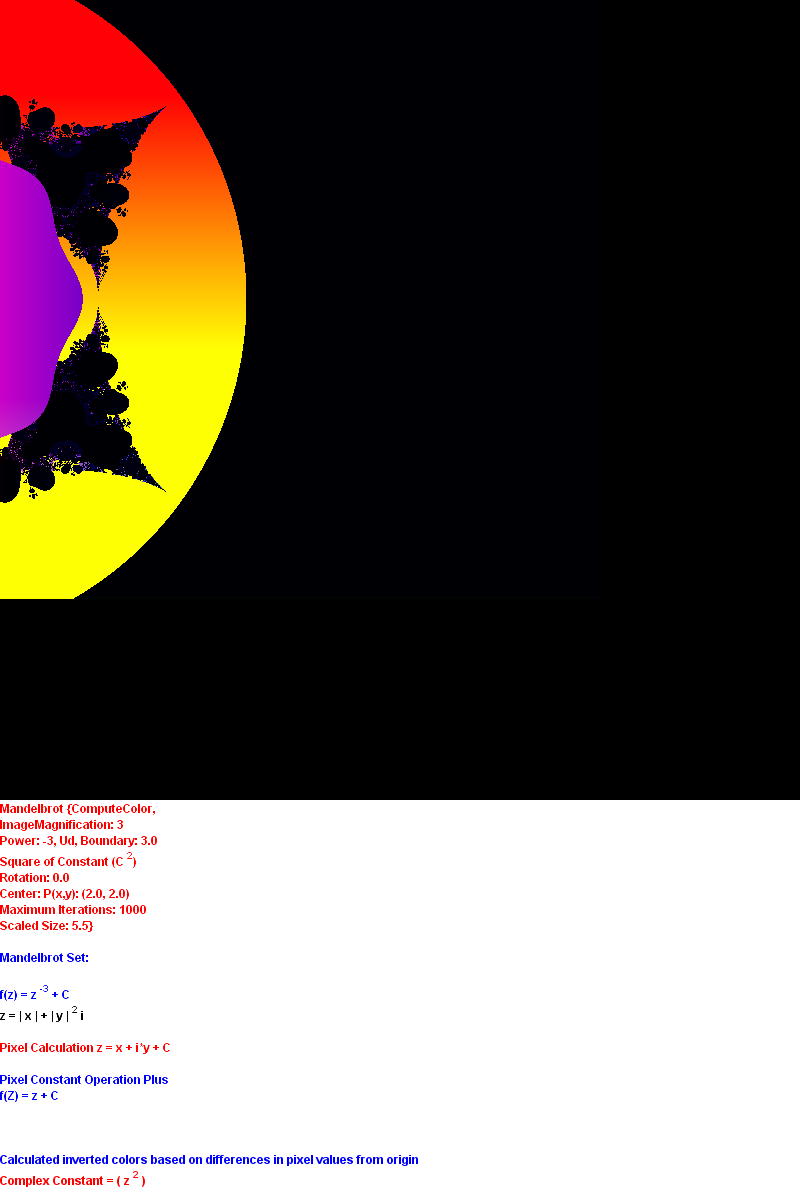 Mandelbrot {ComputeColor,
ImageMagnification: 3
Power: -3, Ud, Boundary: 3.0
Square of Constant (C ²)
Rotation: 0.0
Center: P(x,y): (2.0, 2.0)
Maximum Iterations: 1000
Scaled Size: 5.5}
Mandelbrot Set:
f(z) = z ⁻³ + C
z = | x | + | y | ² i
Pixel Calculation z = x + i*y + C
Pixel Constant Operation Plus
f(Z) = z + C
Calculated inverted colors based on differences in pixel values from origin
Complex Constant = ( z ² )